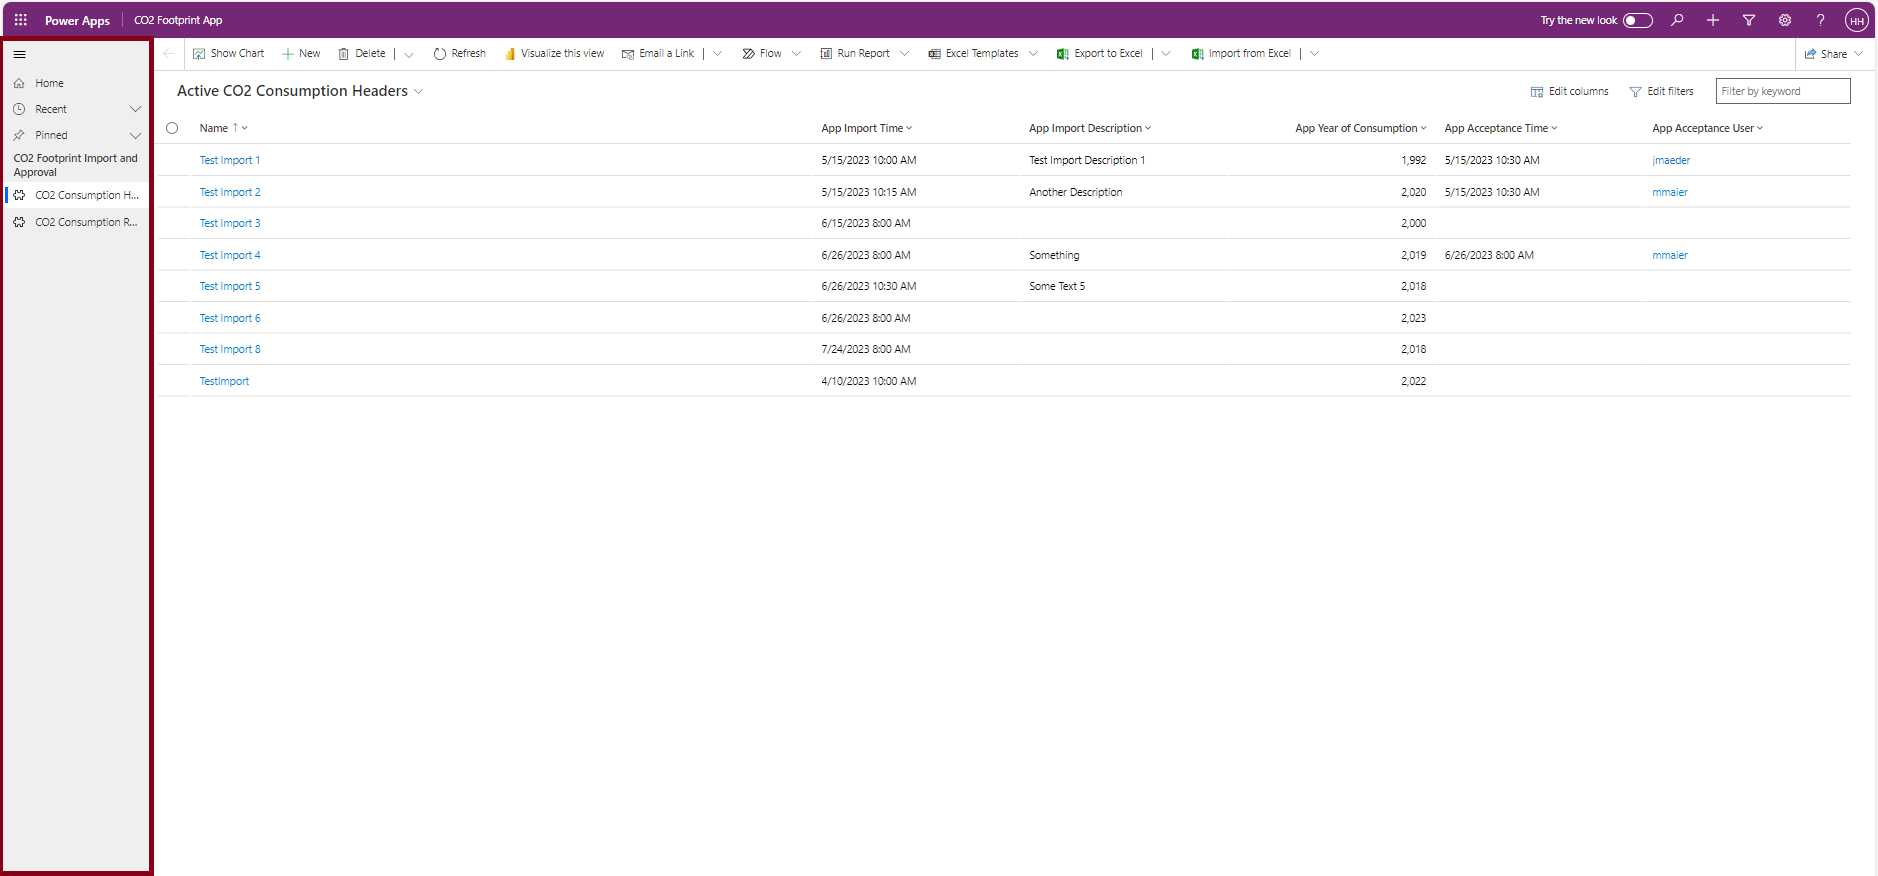 Power Apps CO2 Footprint App Try the new look HH
Show Chart New Delete Refresh Visualize this view Email a Link Flow Run Report Excel Templates Export to Excel Import from Excel Share
Home
Recent
Pinned
CO2 Footprint Import and
Approval
CO2 Consumption H...
CO2 Consumption R...
Active CO2 Consumption Headers Edit columns Edit filters Filter by keyword
Name App Import Time App Import Description App Year of Consumption App Acceptance Time App Acceptance User
Test Import 1 5/15/2023 10:00 AM Test Import Description 1 1,992 5/15/2023 10:30 AM jmaeder
Test Import 2 5/15/2023 10:15 AM Another Description 2,020 5/15/2023 10:30 AM mmaier
Test Import 3 6/15/2023 8:00 AM 2,000
Test Import 4 6/26/2023 8:00 AM Something 2,019 6/26/2023 8:00 AM mmaier
Test Import 5 6/26/2023 10:30 AM Some Text 5 2,018
Test Import 6 6/26/2023 8:00 AM 2,023
Test Import 8 7/24/2023 8:00 AM 2,018
TestImport 4/10/2023 10:00 AM 2,022